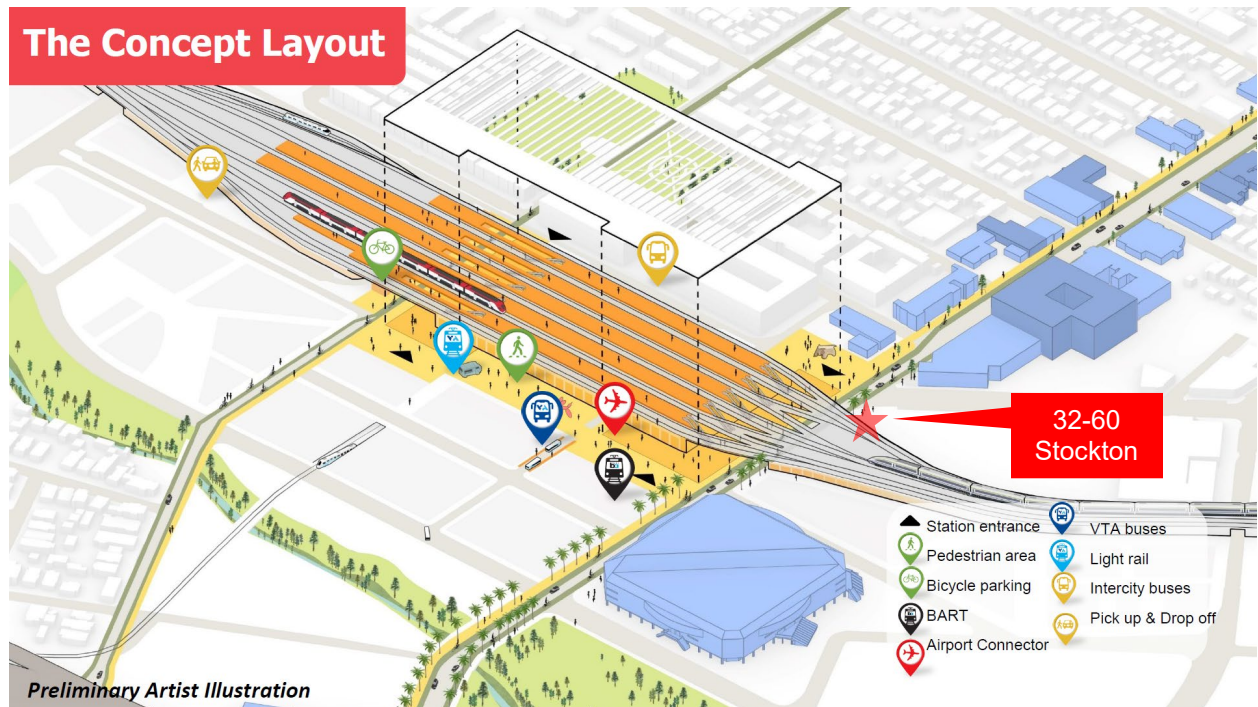 The Concept Layout
32-60
Stockton
Station entrance
Pedestrian area
Bicycle parking
BART
Airport Connector
VTA buses
Light rail
Intercity buses
Pick up & Drop off
Preliminary Artist Illustration